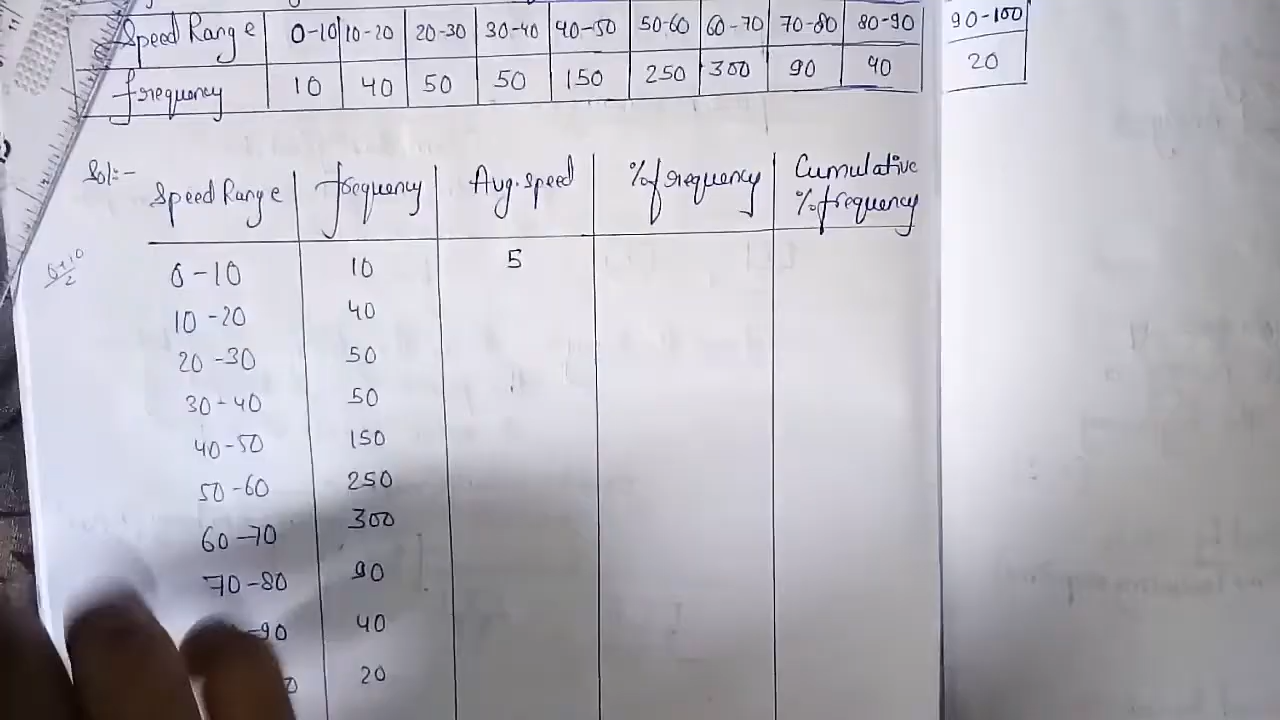 Speed Range 0-10 10-20 20-30 30-40 40-50 50-60 60-70 70-80 80-90 90-100
frequency 10 40 50 50 150 250 300 90 40 20
Sol:-
Speed Range frequency Avg. speed % frequency Cumulative % frequency
0+10/2
0-10 10 5
10-20 40
20-30 50
30-40 50
40-50 150
50-60 250
60-70 300
70-80 90
-90 40
0 20